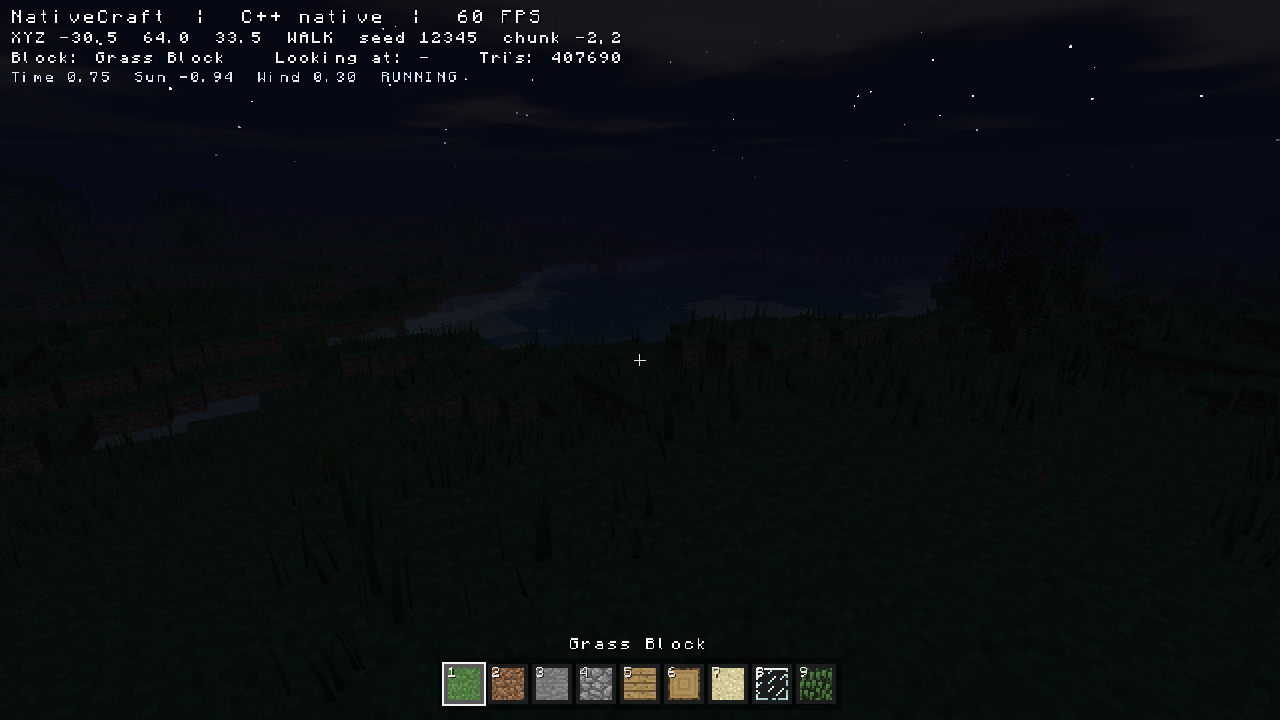 NativeCraft | C++ native | 60 FPS
XYZ -30.5 64.0 33.5 WALK seed 12345 chunk -2,2
Block: Grass Block Looking at: - Tris: 407690
Time 0.75 Sun -0.94 Wind 0.30 RUNNING
Grass Block
1 2 3 4 5 6 7 8 9